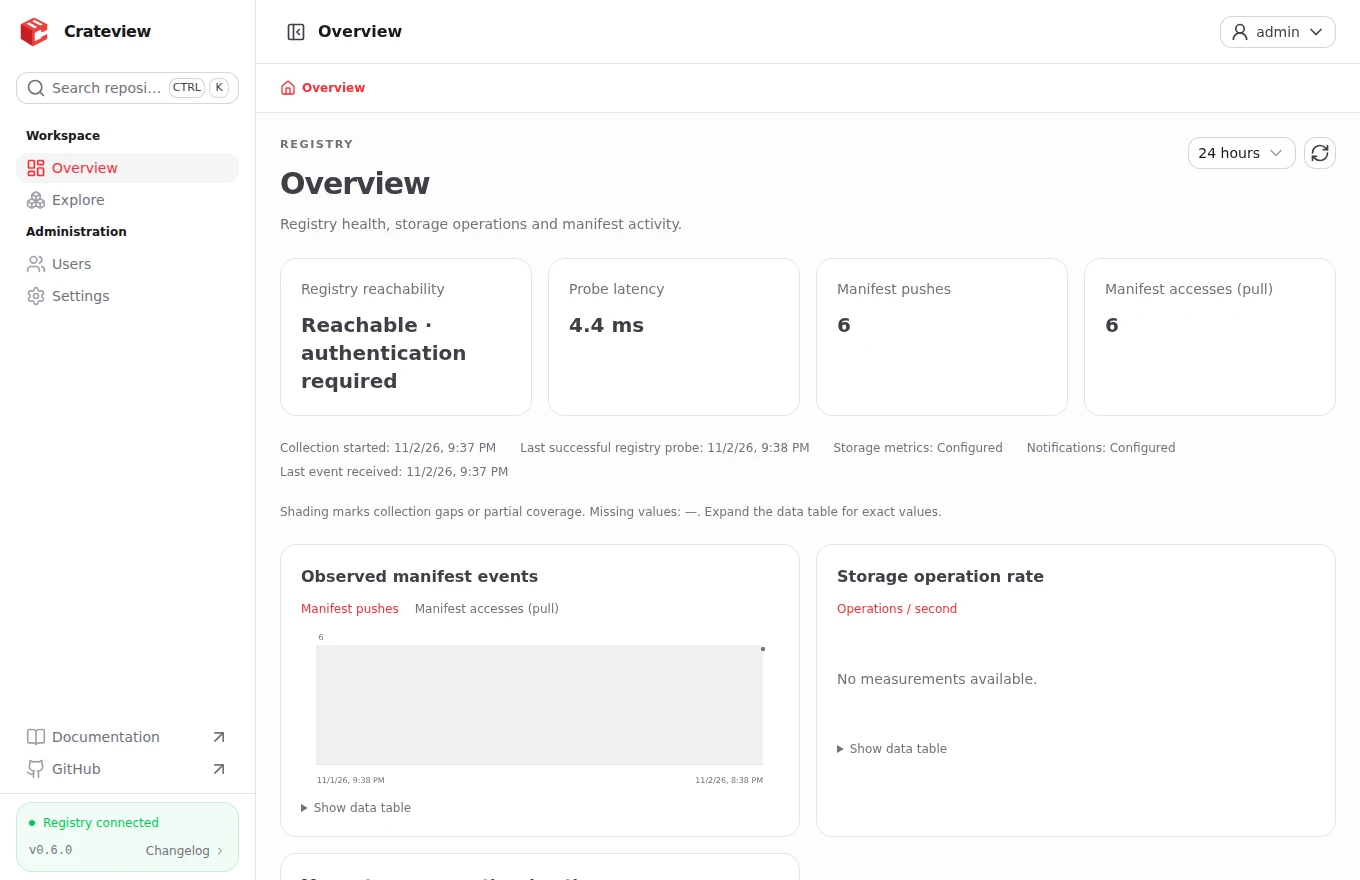 Crateview
Search reposi… CTRL K
Workspace
Overview
Explore
Administration
Users
Settings
Documentation
GitHub
Registry connected
v0.6.0 Changelog
Overview
admin
Overview
REGISTRY
24 hours
Overview
Registry health, storage operations and manifest activity.
Registry reachability
Reachable ·
authentication
required
Probe latency
4.4 ms
Manifest pushes
6
Manifest accesses (pull)
6
Collection started: 11/2/26, 9:37 PM Last successful registry probe: 11/2/26, 9:38 PM Storage metrics: Configured Notifications: Configured
Last event received: 11/2/26, 9:37 PM
Shading marks collection gaps or partial coverage. Missing values: —. Expand the data table for exact values.
Observed manifest events
Manifest pushes Manifest accesses (pull)
6
11/1/26, 9:38 PM 11/2/26, 8:38 PM
Show data table
Storage operation rate
Operations / second
No measurements available.
Show data table